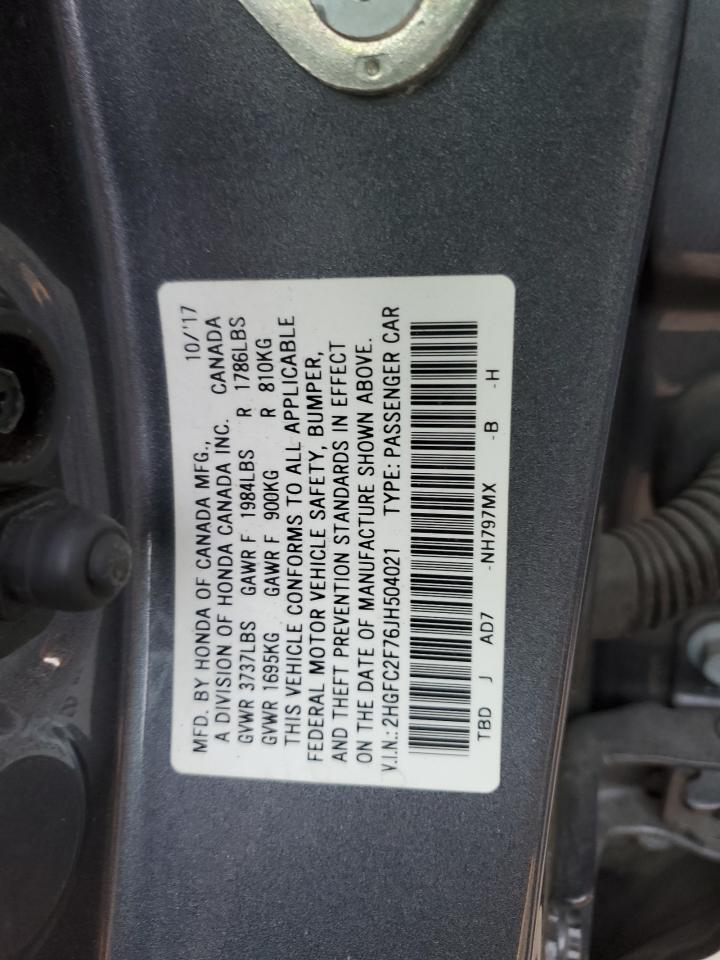 MFD. BY HONDA OF CANADA MFG., 10/'17
A DIVISION OF HONDA CANADA INC. CANADA
GVWR 3737LBS GAWR F 1984LBS R 1786LBS
GVWR 1695KG GAWR F 900KG R 810KG
THIS VEHICLE CONFORMS TO ALL APPLICABLE
FEDERAL MOTOR VEHICLE SAFETY, BUMPER,
AND THEFT PREVENTION STANDARDS IN EFFECT
ON THE DATE OF MANUFACTURE SHOWN ABOVE.
V.I.N.: 2HGFC2F76JH504021 TYPE: PASSENGER CAR
TBD J AD7 -NH797MX -B -H